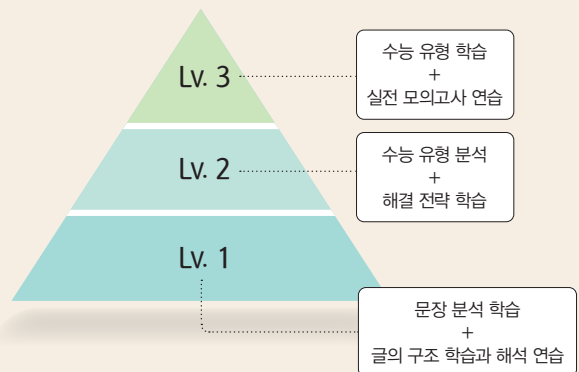 Lv. 3
수능 유형 학습
+
실전 모의고사 연습
Lv. 2
수능 유형 분석
+
해결 전략 학습
Lv. 1
문장 분석 학습
+
글의 구조 학습과 해석 연습